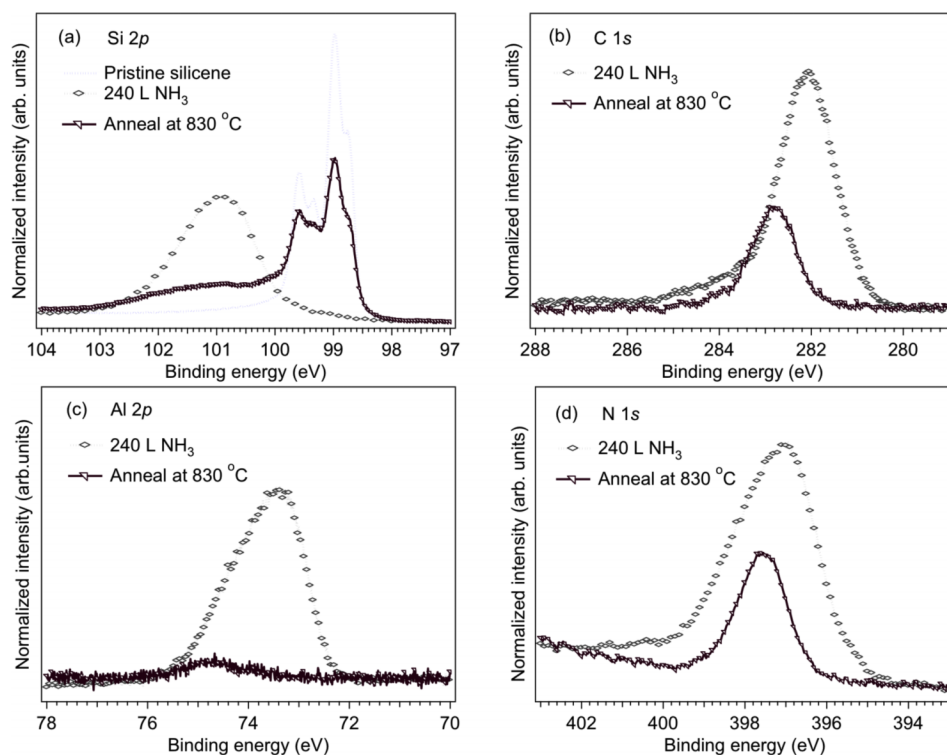 (a) Si 2p
Pristine silicene
240 L NH3
Anneal at 830 °C
Normalized intensity (arb. units)
104 103 102 101 100 99 98 97
Binding energy (eV)
(b) C 1s
240 L NH3
Anneal at 830 °C
Normalized intensity (arb. units)
288 286 284 282 280
Binding energy (eV)
(c) Al 2p
240 L NH3
Anneal at 830 °C
Normalized intensity (arb.units)
78 76 74 72 70
Binding energy (eV)
(d) N 1s
240 L NH3
Anneal at 830 °C
Normalized intensity (arb. units)
402 400 398 396 394
Binding energy (eV)